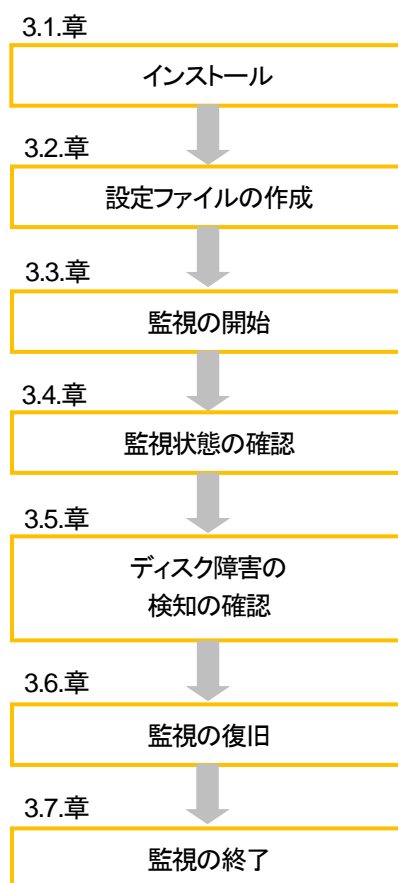 3.1.章
インストール
3.2.章
設定ファイルの作成
3.3.章
監視の開始
3.4.章
監視状態の確認
3.5.章
ディスク障害の
検知の確認
3.6.章
監視の復旧
3.7.章
監視の終了